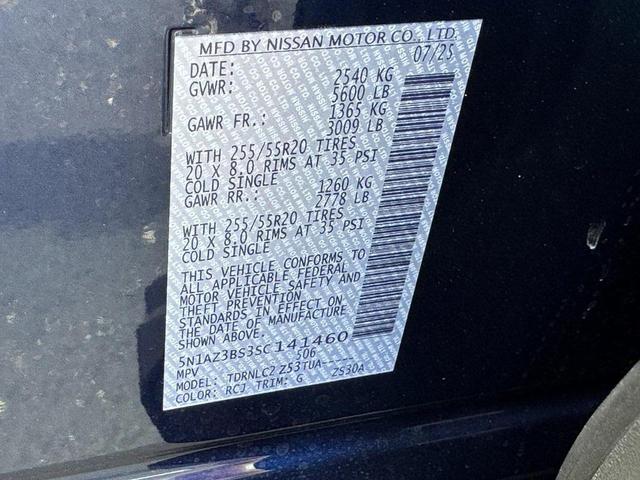 MFD BY NISSAN MOTOR CO., LTD.
DATE: 07/25
GVWR: 2540 KG
5600 LB
GAWR FR.: 1365 KG
3009 LB
WITH 255/55R20 TIRES
20 X 8.0 RIMS AT 35 PSI
COLD SINGLE
GAWR RR.: 1260 KG
2778 LB
WITH 255/55R20 TIRES
20 X 8.0 RIMS AT 35 PSI
COLD SINGLE
THIS VEHICLE CONFORMS TO
ALL APPLICABLE FEDERAL
MOTOR VEHICLE SAFETY AND
THEFT PREVENTION
STANDARDS IN EFFECT ON
THE DATE OF MANUFACTURE
SHOWN ABOVE.
5N1AZ3BS3SC141460
MPV 506
MODEL: TDRNLC2 Z53TUA-----
COLOR: RCJ TRIM: G ZS30A